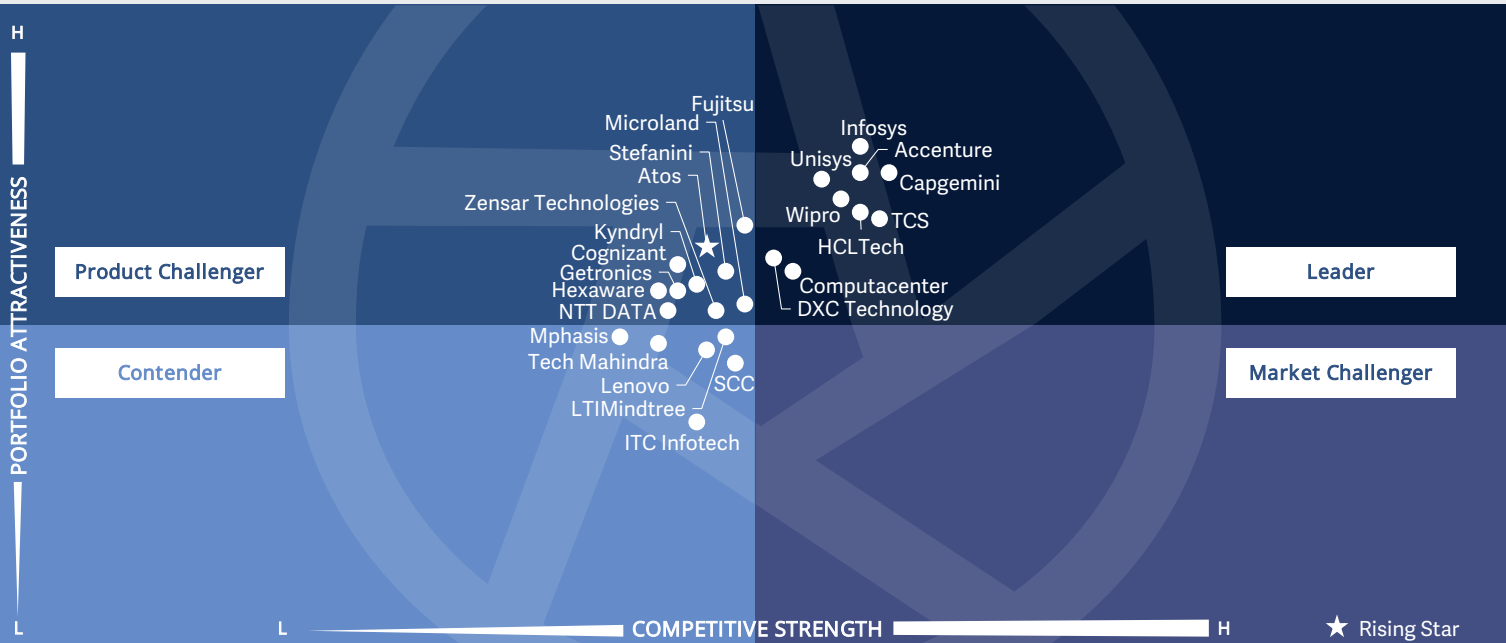 H
Fujitsu
Microland
Infosys
Stefanini
Unisys
Accenture
Atos
Capgemini
Zensar Technologies
Wipro
TCS
Kyndryl
HCLTech
Cognizant
Product Challenger
Getronics
Leader
Hexaware
Computacenter
NTT DATA
DXC Technology
PORTFOLIO ATTRACTIVENESS
Mphasis
Tech Mahindra
Contender
Market Challenger
Lenovo
SCC
LTIMindtree
ITC Infotech
L
L
COMPETITIVE STRENGTH
H
Rising Star